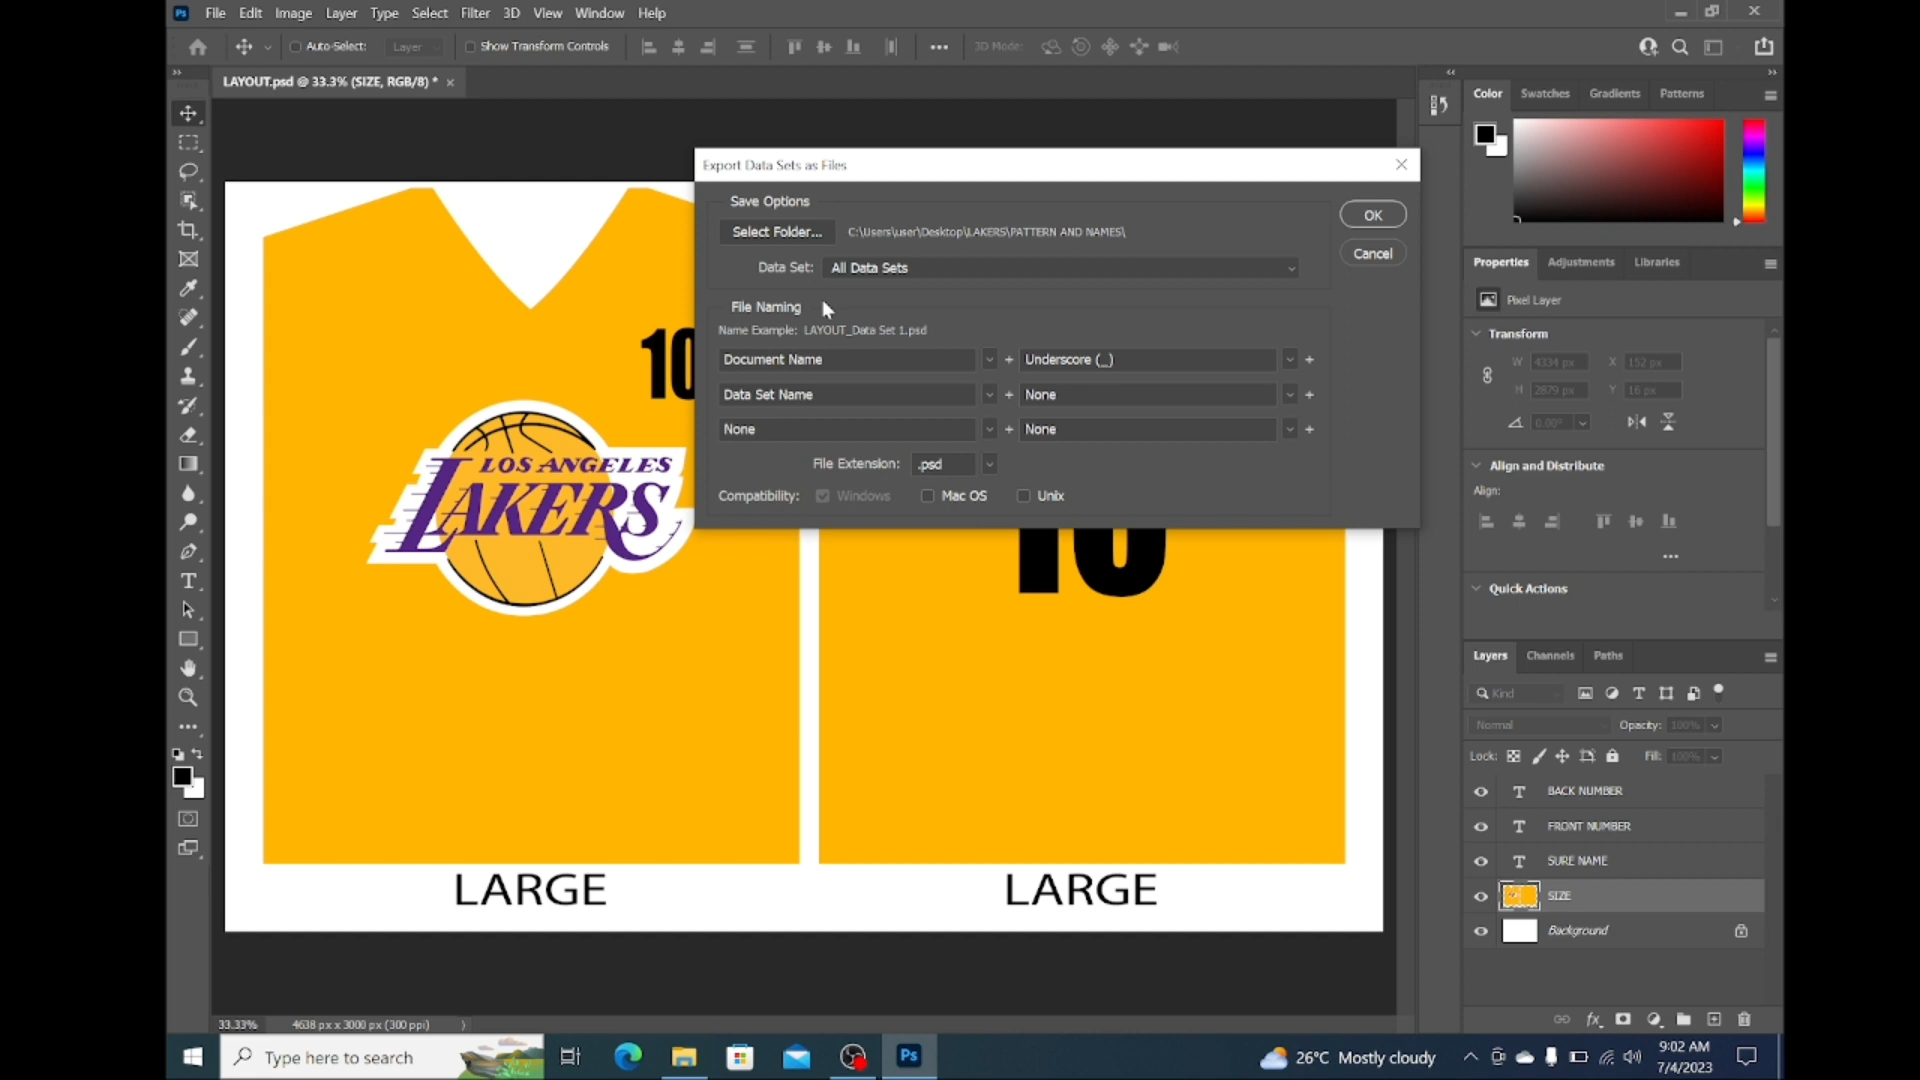 File Edit Image Layer Type Select Filter 3D View Window Help
Auto-Select: Layer Show Transform Controls 3D Mode:
LAYOUT.psd @ 33.3% (SIZE, RGB/8) *
Export Data Sets as Files
Save Options
Select Folder... C:\Users\user\Desktop\LAKERS\PATTERN AND NAMES\
Data Set: All Data Sets
OK
Cancel
File Naming
Name Example: LAYOUT_Data Set 1.psd
Document Name + Underscore (_) +
Data Set Name + None +
None + None +
File Extension: .psd
Compatibility: Windows Mac OS Unix
10
LOS ANGELES
LAKERS
10
LARGE
LARGE
Color Swatches Gradients Patterns
Properties Adjustments Libraries
Pixel Layer
Transform
W 4334 px X 152 px
H 2879 px Y 16 px
0.00°
Align and Distribute
Align:
Quick Actions
Layers Channels Paths
Kind
Normal Opacity: 100%
Lock: Fill: 100%
BACK NUMBER
FRONT NUMBER
SURE NAME
SIZE
Background
33.33% 4638 px x 3000 px (300 ppi)
Type here to search
26°C Mostly cloudy
9:02 AM
7/4/2023